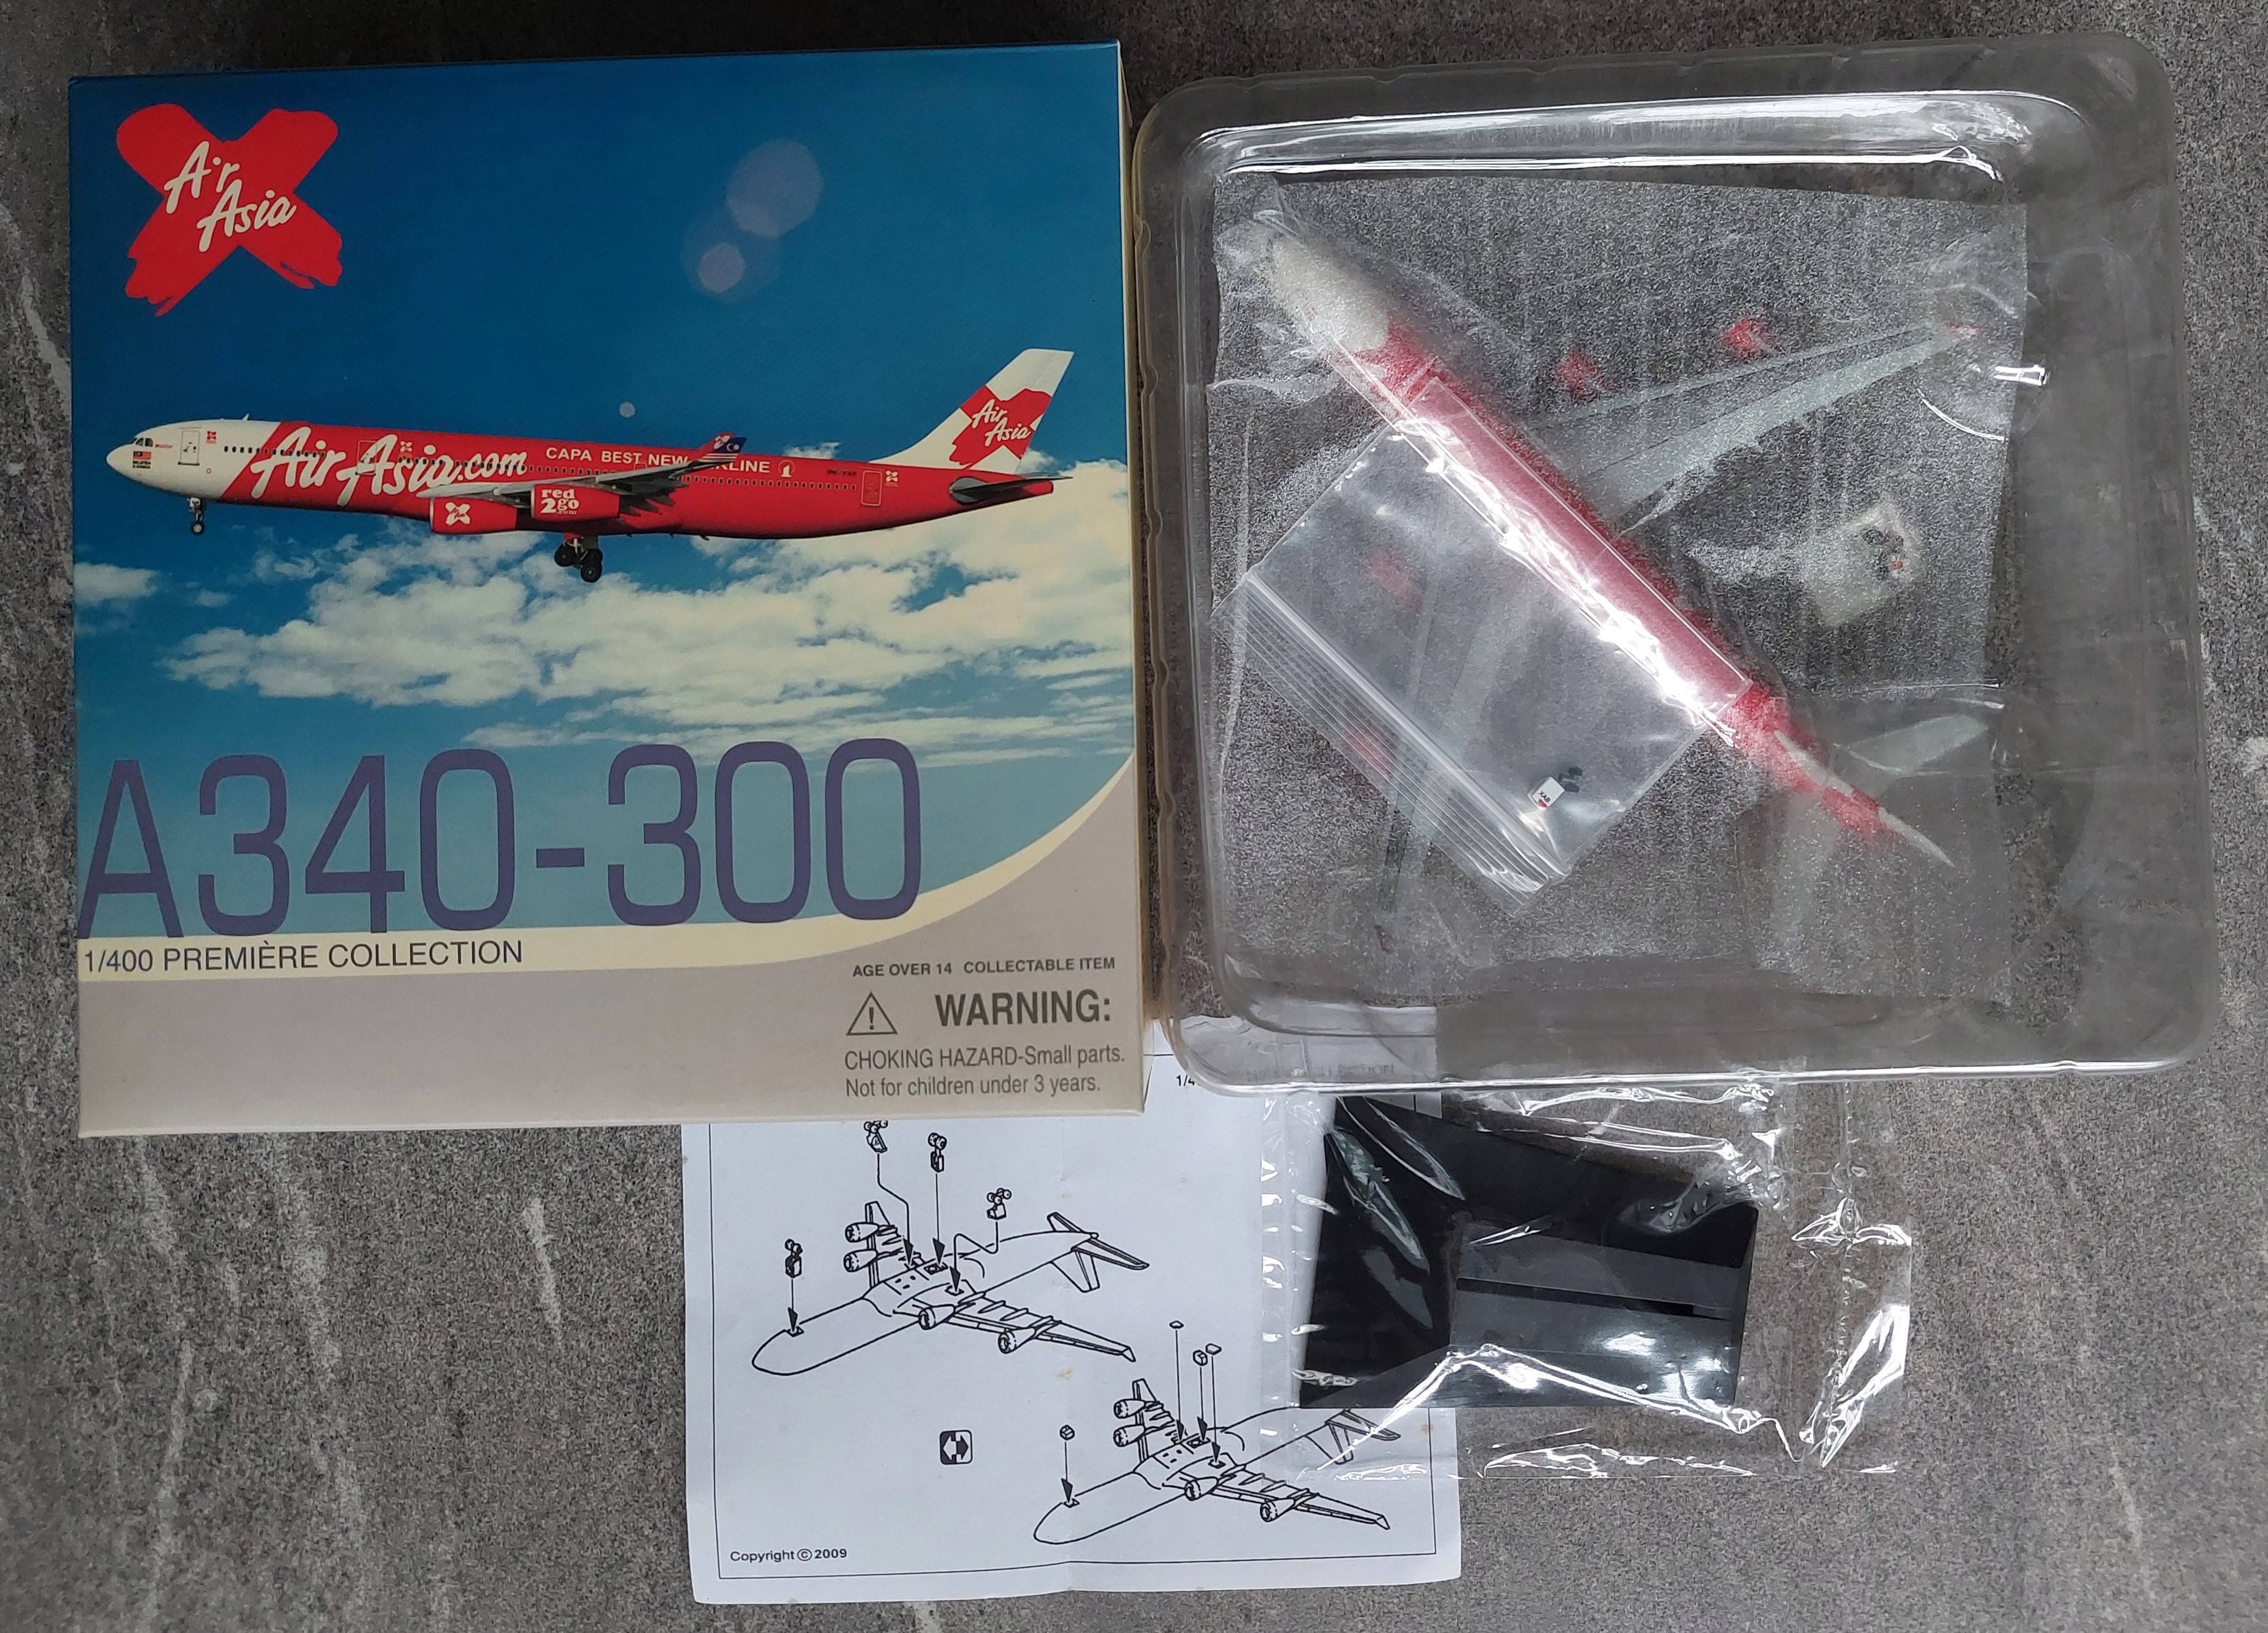 Air
Asia
AirAsia.com
CAPA BEST NEW
red
2go
Air
Asia
A340-300
1/400 PREMIÈRE COLLECTION
AGE OVER 14 COLLECTABLE ITEM
WARNING:
CHOKING HAZARD-Small parts.
Not for children under 3 years.
XAB
Copyright©2009